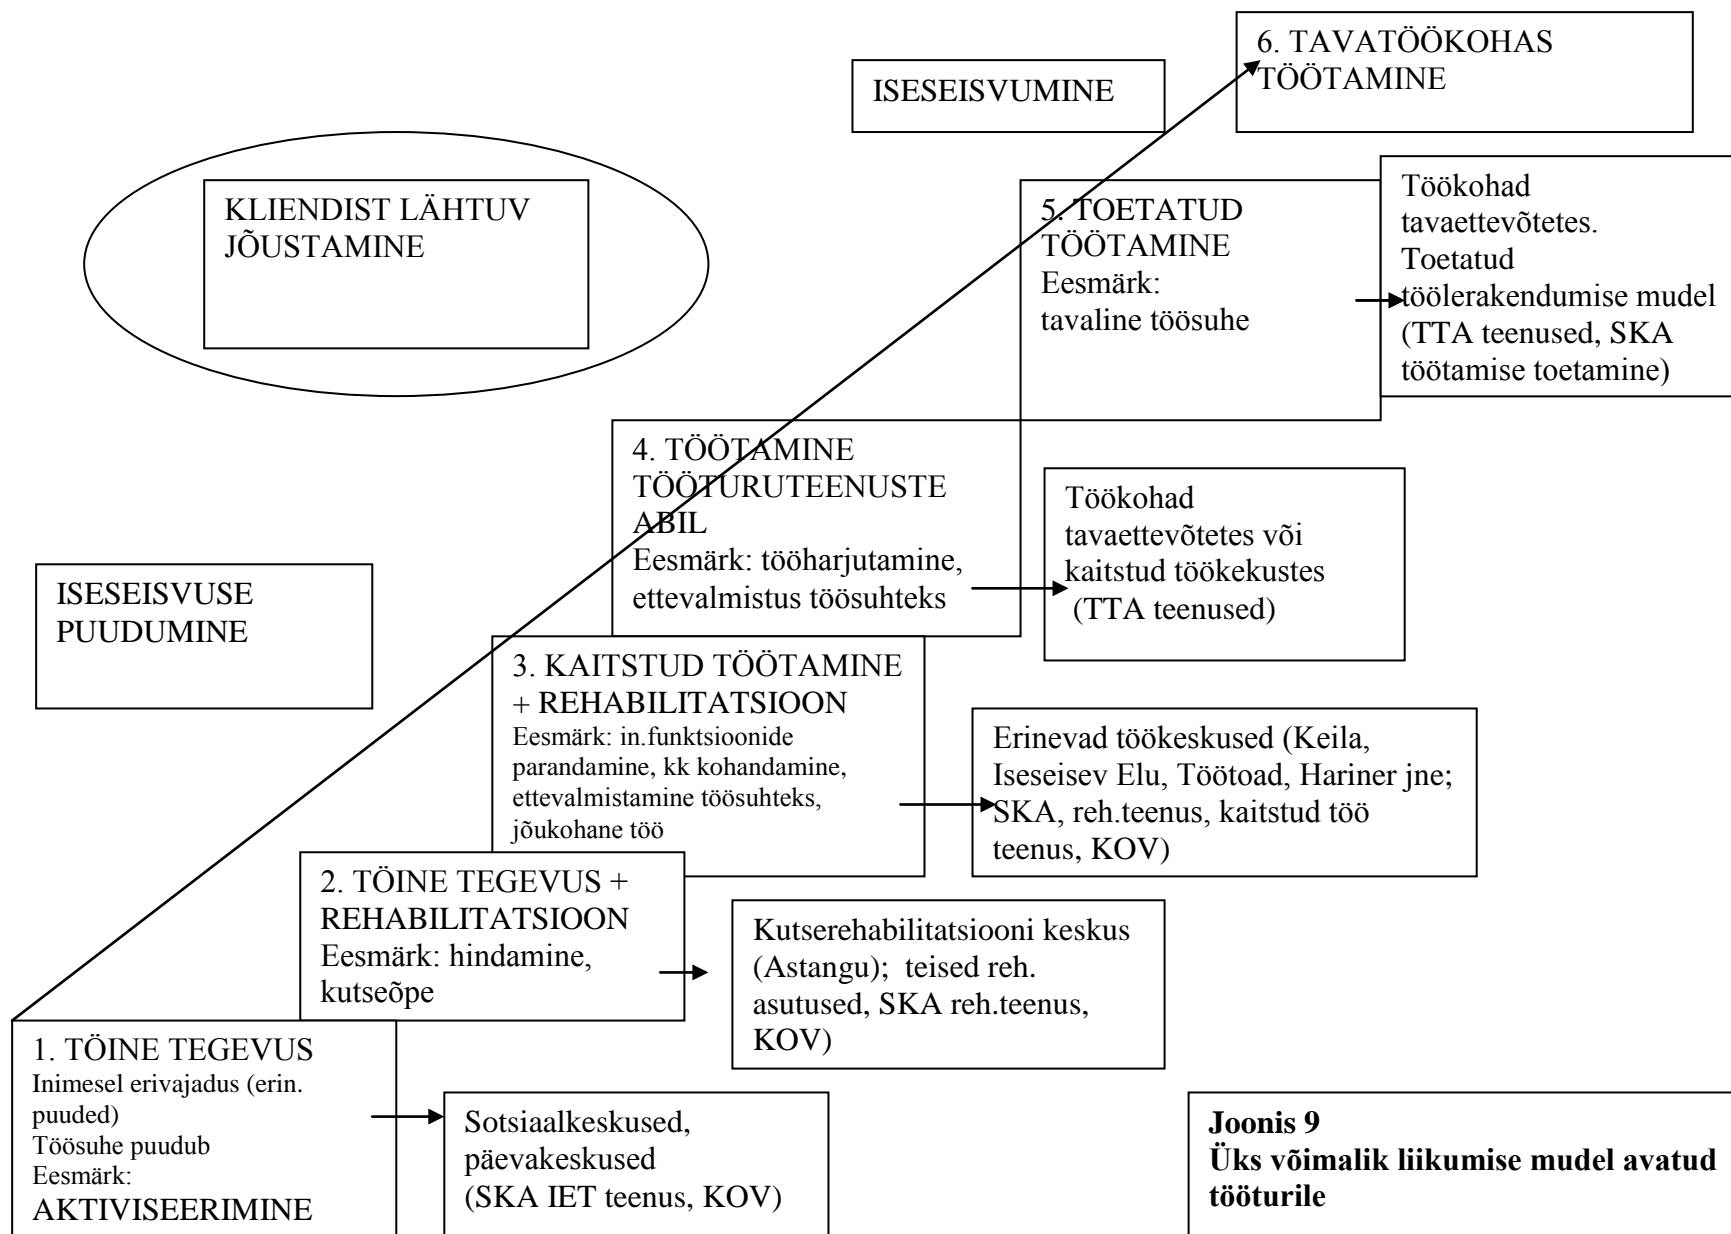 6. TAVATÖÖKOHAS
TÖÖTAMINE
ISESEISVUMINE
KLIENDIST LÄHTUV
JÕUSTAMINE
5. TOETATUD
TÖÖTAMINE
Eesmärk:
tavaline töösuhe
Töökohad
tavaettevõtetes.
Toetatud
töölerakendumise mudel
(TTA teenused, SKA
töötamise toetamine)
4. TÖÖTAMINE
TÖÖTURUTEENUSTE
ABIL
Eesmärk: tööharjutamine,
ettevalmistus töösuhteks
Töökohad
tavaettevõtetes või
kaitstud töökekustes
(TTA teenused)
ISESEISVUSE
PUUDUMINE
3. KAITSTUD TÖÖTAMINE
+ REHABILITATSIOON
Eesmärk: in.funktsioonide
parandamine, kk kohandamine,
ettevalmistamine töösuhteks,
jõukohane töö
Erinevad töökeskused (Keila,
Iseseisev Elu, Töötoad, Hariner jne;
SKA, reh.teenus, kaitstud töö
teenus, KOV)
2. TÖINE TEGEVUS +
REHABILITATSIOON
Eesmärk: hindamine,
kutseõpe
Kutserehabilitatsiooni keskus
(Astangu); teised reh.
asutused, SKA reh.teenus,
KOV)
1. TÖINE TEGEVUS
Inimesel erivajadus (erin.
puuded)
Töösuhe puudub
Eesmärk:
AKTIVISEERIMINE
Sotsiaalkeskused,
päevakeskused
(SKA IET teenus, KOV)
Joonis 9
Üks võimalik liikumise mudel avatud
tööturile